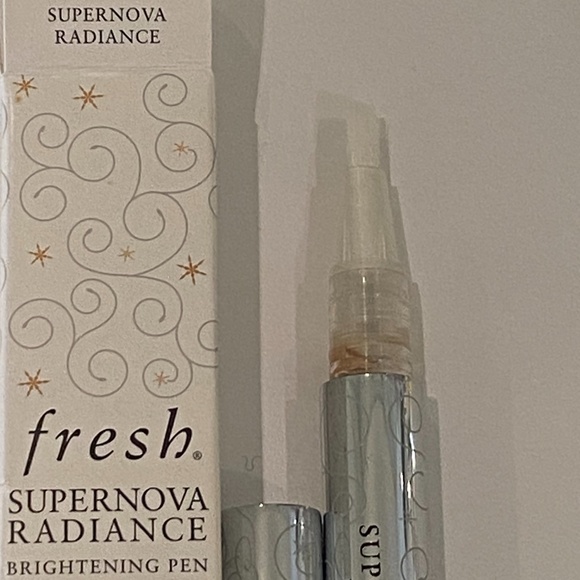 SUPERNOVA
RADIANCE
fresh®
SUPERNOVA
RADIANCE
BRIGHTENING PEN
SUP